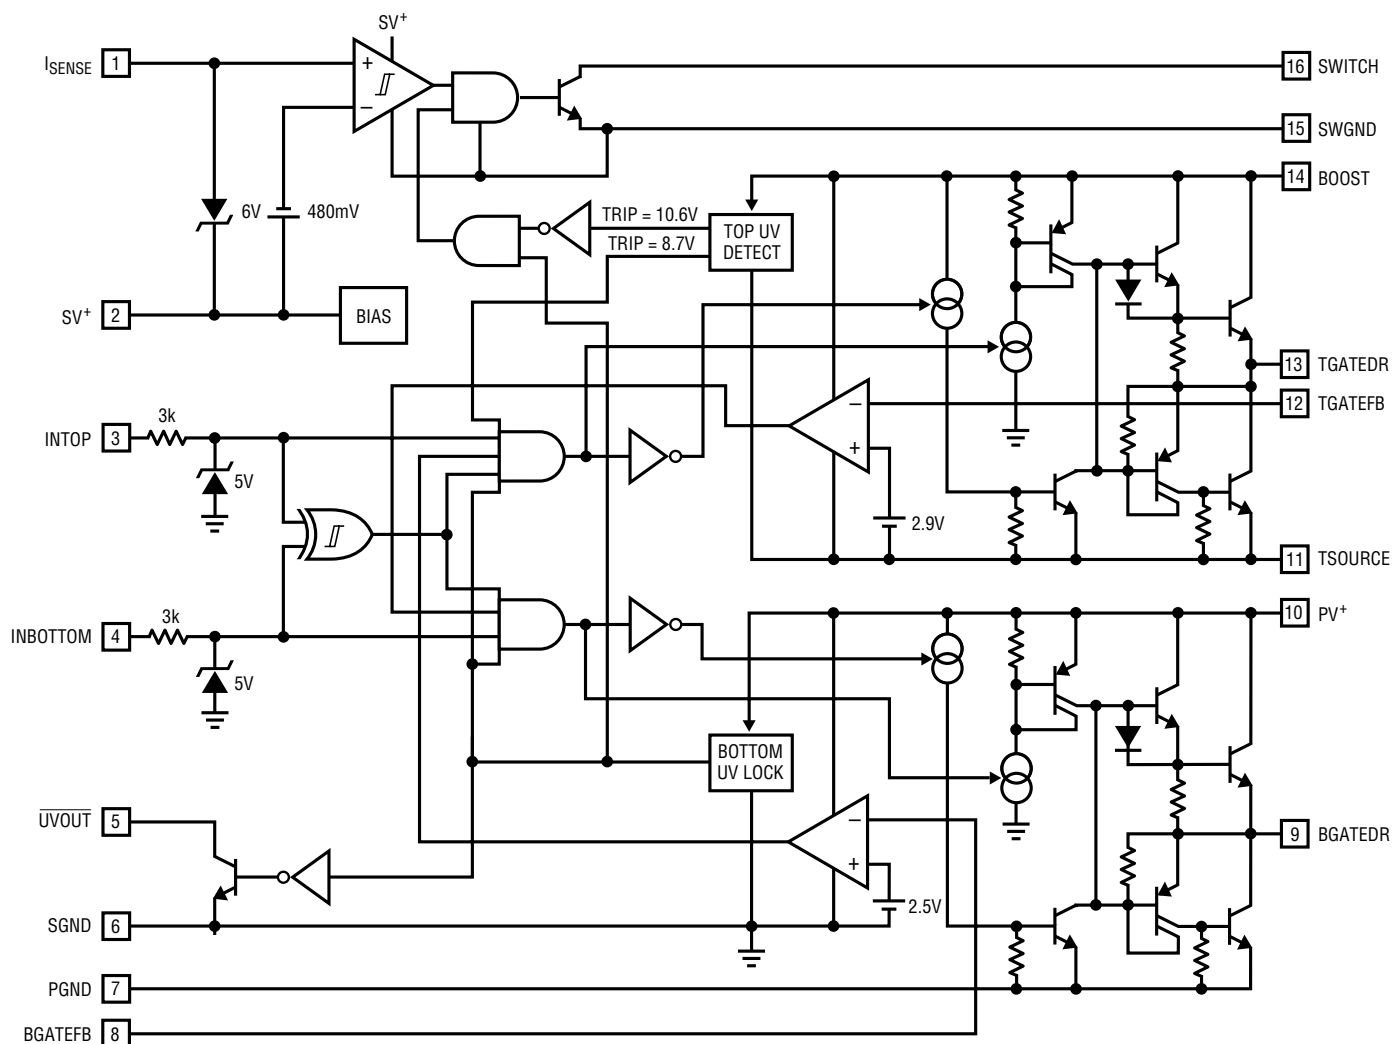 SV+
ISENSE 1
+
−
16 SWITCH
15 SWGND
14 BOOST
6V
480mV
TRIP = 10.6V
TRIP = 8.7V
TOP UV
DETECT
SV+ 2
BIAS
13 TGATEDR
12 TGATEFB
3k
INTOP 3
5V
−
+
2.9V
11 TSOURCE
3k
INBOTTOM 4
5V
10 PV+
BOTTOM
UV LOCK
UVOUT 5
−
+
9 BGATEDR
2.5V
SGND 6
PGND 7
BGATEFB 8